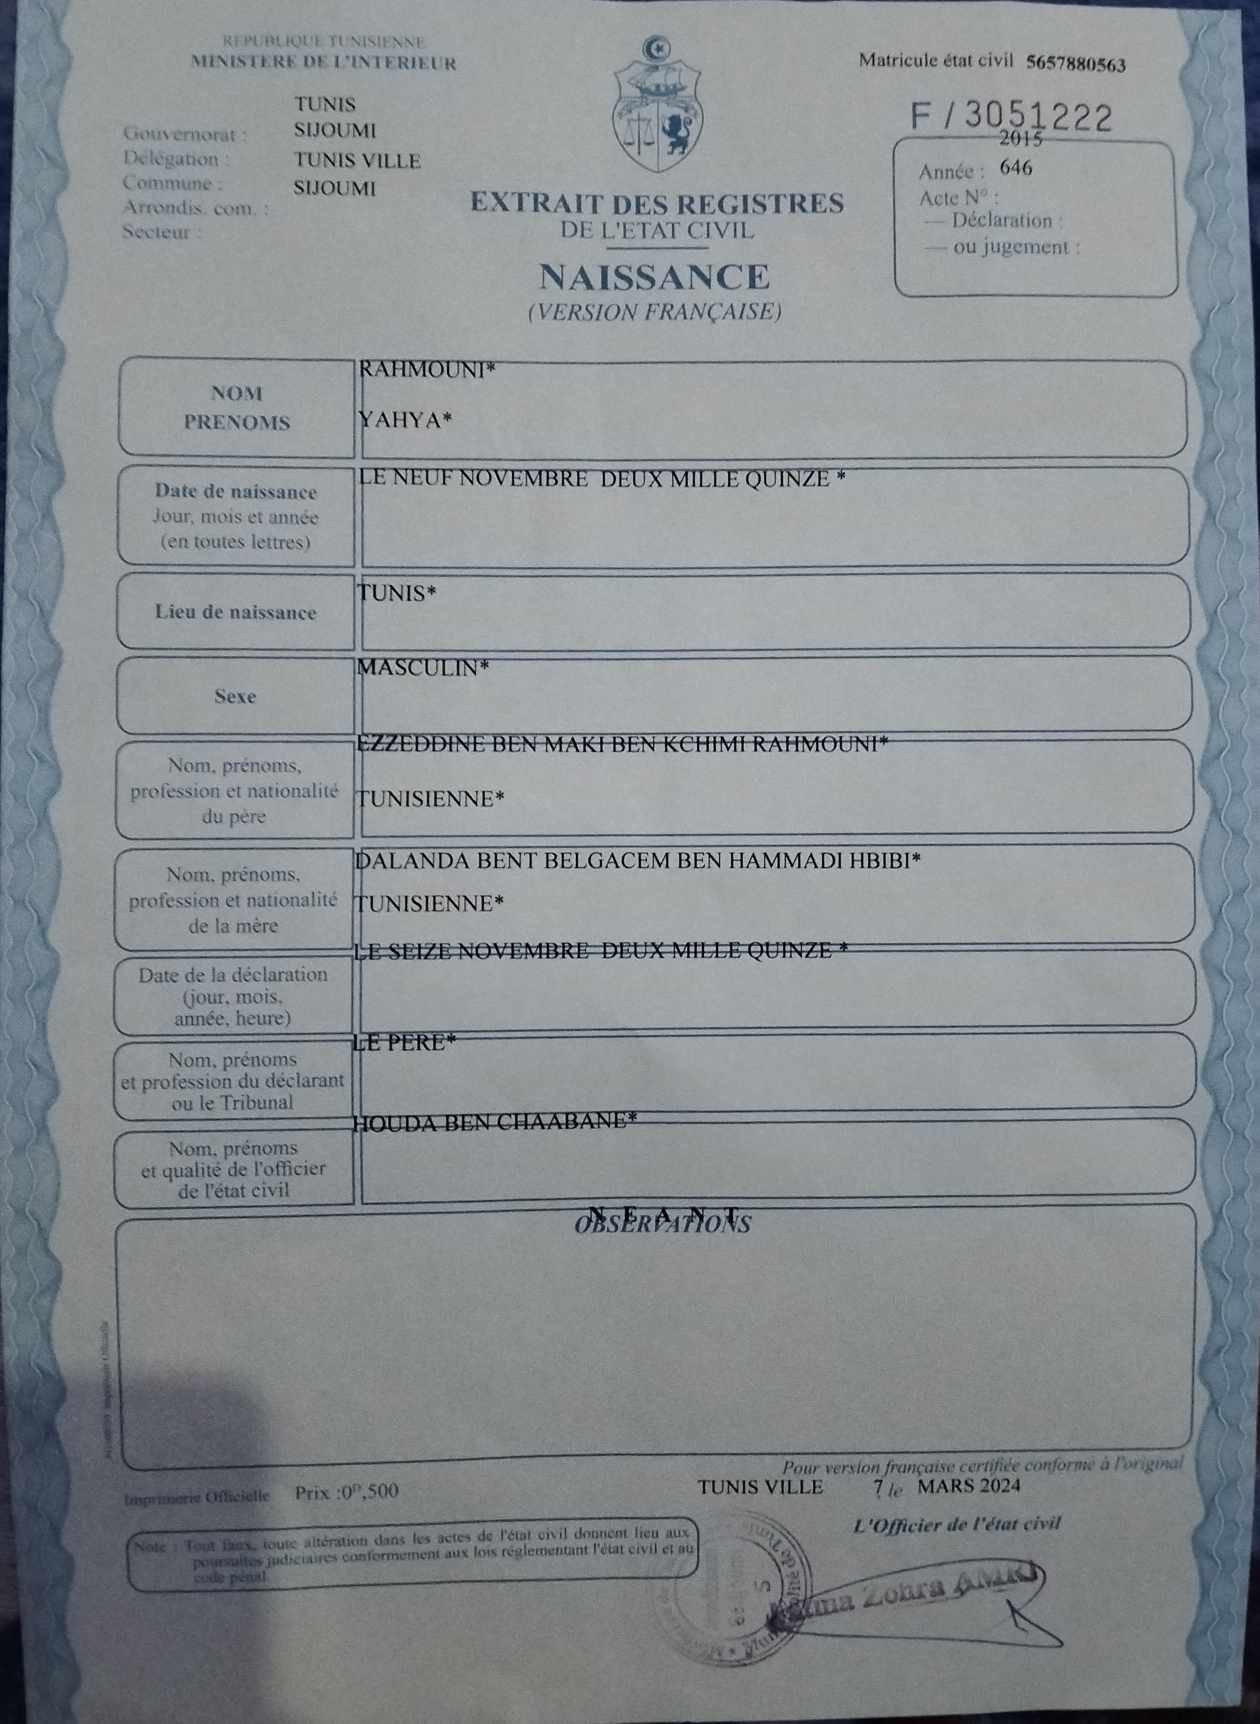 REPUBLIQUE TUNISIENNE
MINISTERE DE L'INTERIEUR
Matricule état civil 5657880563
F / 3051222
TUNIS
Gouvernorat : SIJOUMI
Délégation : TUNIS VILLE
Commune : SIJOUMI
Arrondis. com. :
Secteur :
2015
Année : 646
Acte N° :
— Déclaration :
— ou jugement :
EXTRAIT DES REGISTRES
DE L'ETAT CIVIL
NAISSANCE
(VERSION FRANÇAISE)
NOM
PRENOMS
RAHMOUNI*
YAHYA*
Date de naissance
Jour, mois et année
(en toutes lettres)
LE NEUF NOVEMBRE DEUX MILLE QUINZE *
Lieu de naissance
TUNIS*
Sexe
MASCULIN*
Nom, prénoms,
profession et nationalité
du père
EZZEDDINE BEN MAKI BEN KCHIMI RAHMOUNI*
TUNISIENNE*
Nom, prénoms,
profession et nationalité
de la mère
DALANDA BENT BELGACEM BEN HAMMADI HBIBI*
TUNISIENNE*
Date de la déclaration
(jour, mois,
année, heure)
LE SEIZE NOVEMBRE DEUX MILLE QUINZE *
Nom, prénoms
et profession du déclarant
ou le Tribunal
LE PERE*
Nom, prénoms
et qualité de l'officier
de l'état civil
HOUDA BEN CHAABANE*
N E A N T
OBSERVATIONS
Imprimerie Officielle
Pour version française certifiée conforme à l'original
Imprimerie Officielle Prix :0ᴰ,500
TUNIS VILLE 7 le MARS 2024
L'Officier de l'état civil
Note : Tout faux, toute altération dans les actes de l'état civil donnent lieu aux
poursuites judiciaires conformement aux lois réglementant l'état civil et au
code pénal.
Zohra AMRI